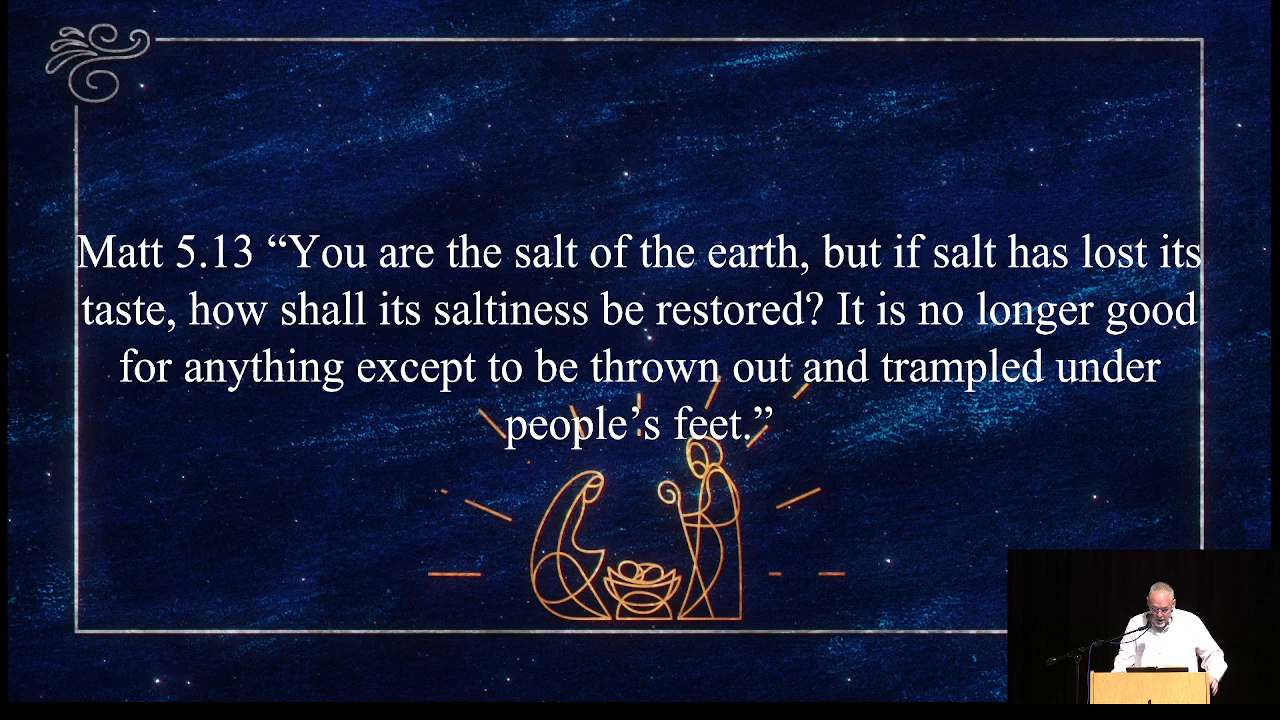 Matt 5.13 “You are the salt of the earth, but if salt has lost its
taste, how shall its saltiness be restored? It is no longer good
for anything except to be thrown out and trampled under
people’s feet.”